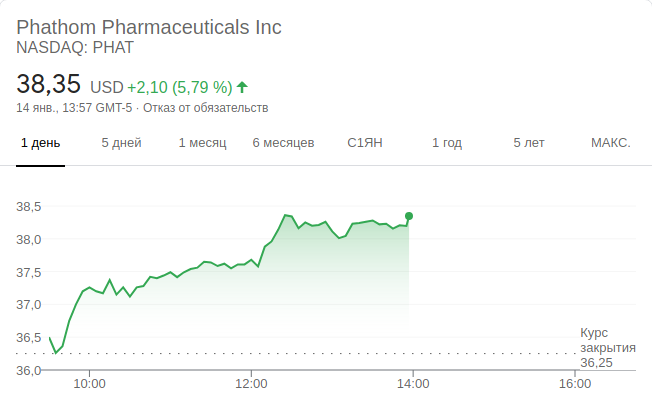 Phathom Pharmaceuticals Inc
NASDAQ: PHAT
38,35 USD +2,10 (5,79 %)
14 янв., 13:57 GMT-5 · Отказ от обязательств
1 день 5 дней 1 месяц 6 месяцев С1ЯН 1 год 5 лет МАКС.
38,5
38,0
37,5
37,0
36,5
36,0
Курс
закрытия
36,25
10:00 12:00 14:00 16:00